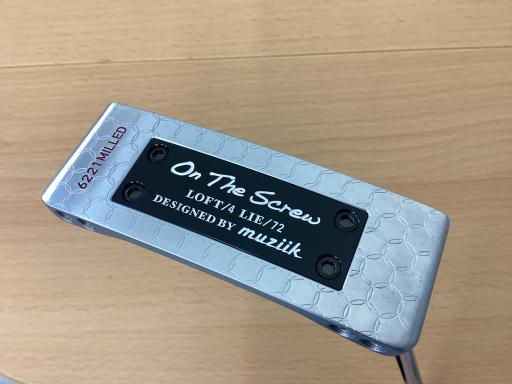 6221 MILLED
On The Screw
LOFT/4 LIE/72
DESIGNED BY muziik